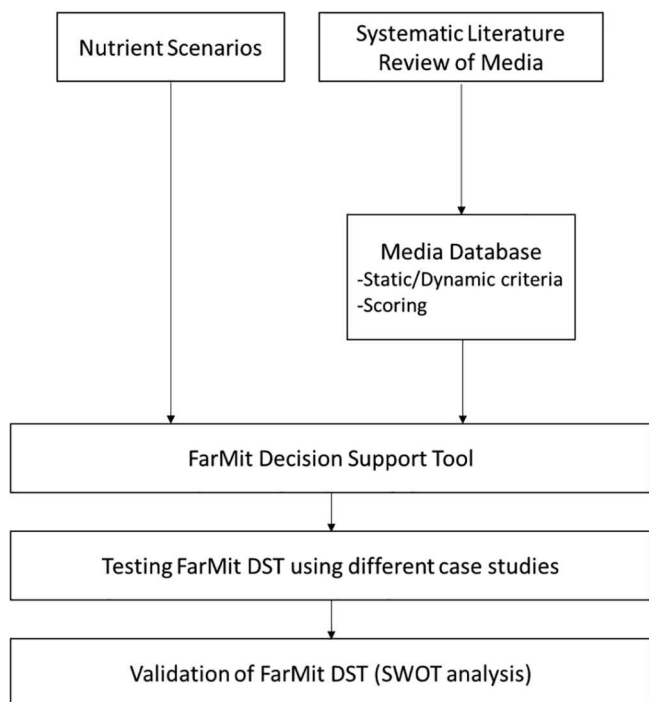 Nutrient Scenarios
Systematic Literature
Review of Media
Media Database
-Static/Dynamic criteria
-Scoring
FarMit Decision Support Tool
Testing FarMit DST using different case studies
Validation of FarMit DST (SWOT analysis)